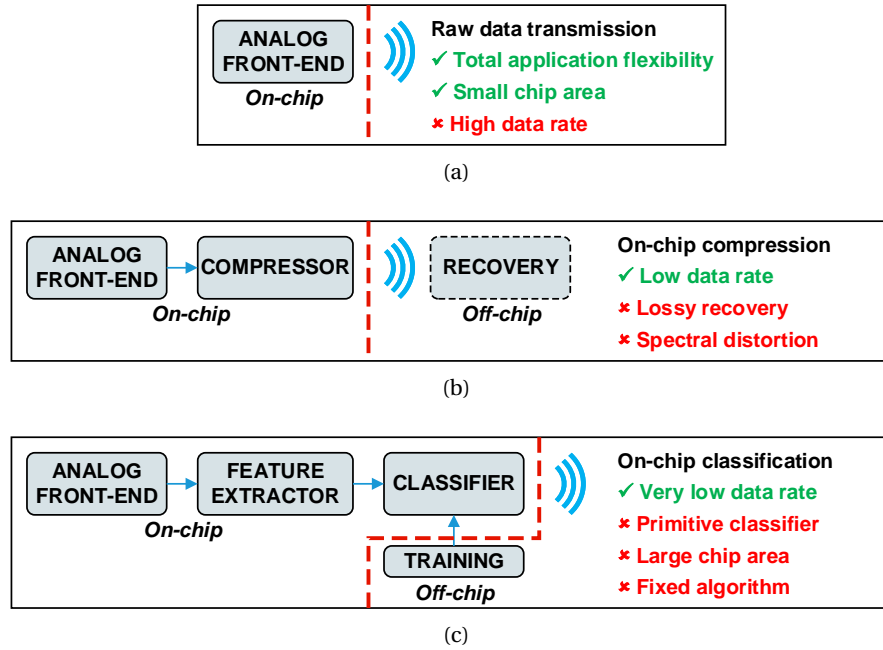 ANALOG
FRONT-END
On-chip
Raw data transmission
✓ Total application flexibility
✓ Small chip area
✘ High data rate
(a)
ANALOG
FRONT-END
COMPRESSOR
On-chip
RECOVERY
Off-chip
On-chip compression
✓ Low data rate
✘ Lossy recovery
✘ Spectral distortion
(b)
ANALOG
FRONT-END
FEATURE
EXTRACTOR
CLASSIFIER
On-chip
TRAINING
Off-chip
On-chip classification
✓ Very low data rate
✘ Primitive classifier
✘ Large chip area
✘ Fixed algorithm
(c)